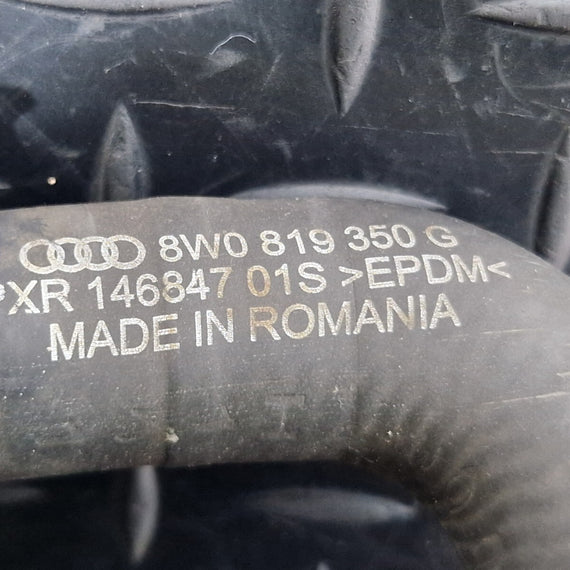 8W0 819 350 G
*XR 146847 01S >EPDM<
MADE IN ROMANIA